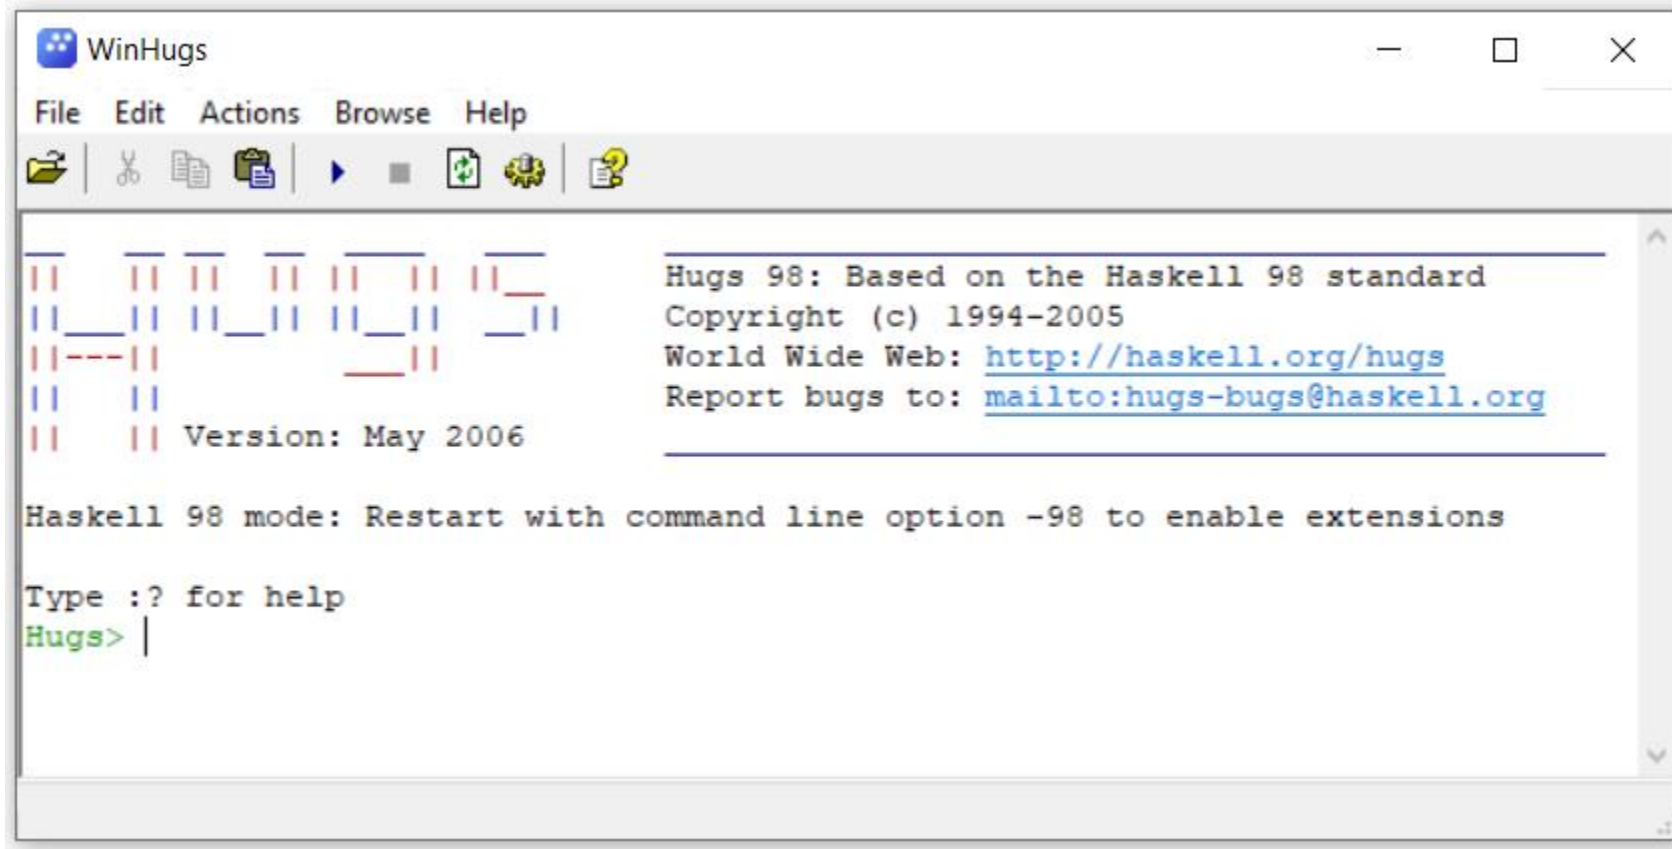 WinHugs
File Edit Actions Browse Help
Hugs 98: Based on the Haskell 98 standard
Copyright (c) 1994-2005
World Wide Web: http://haskell.org/hugs
Report bugs to: mailto:hugs-bugs@haskell.org
Version: May 2006
Haskell 98 mode: Restart with command line option -98 to enable extensions
Type :? for help
Hugs>